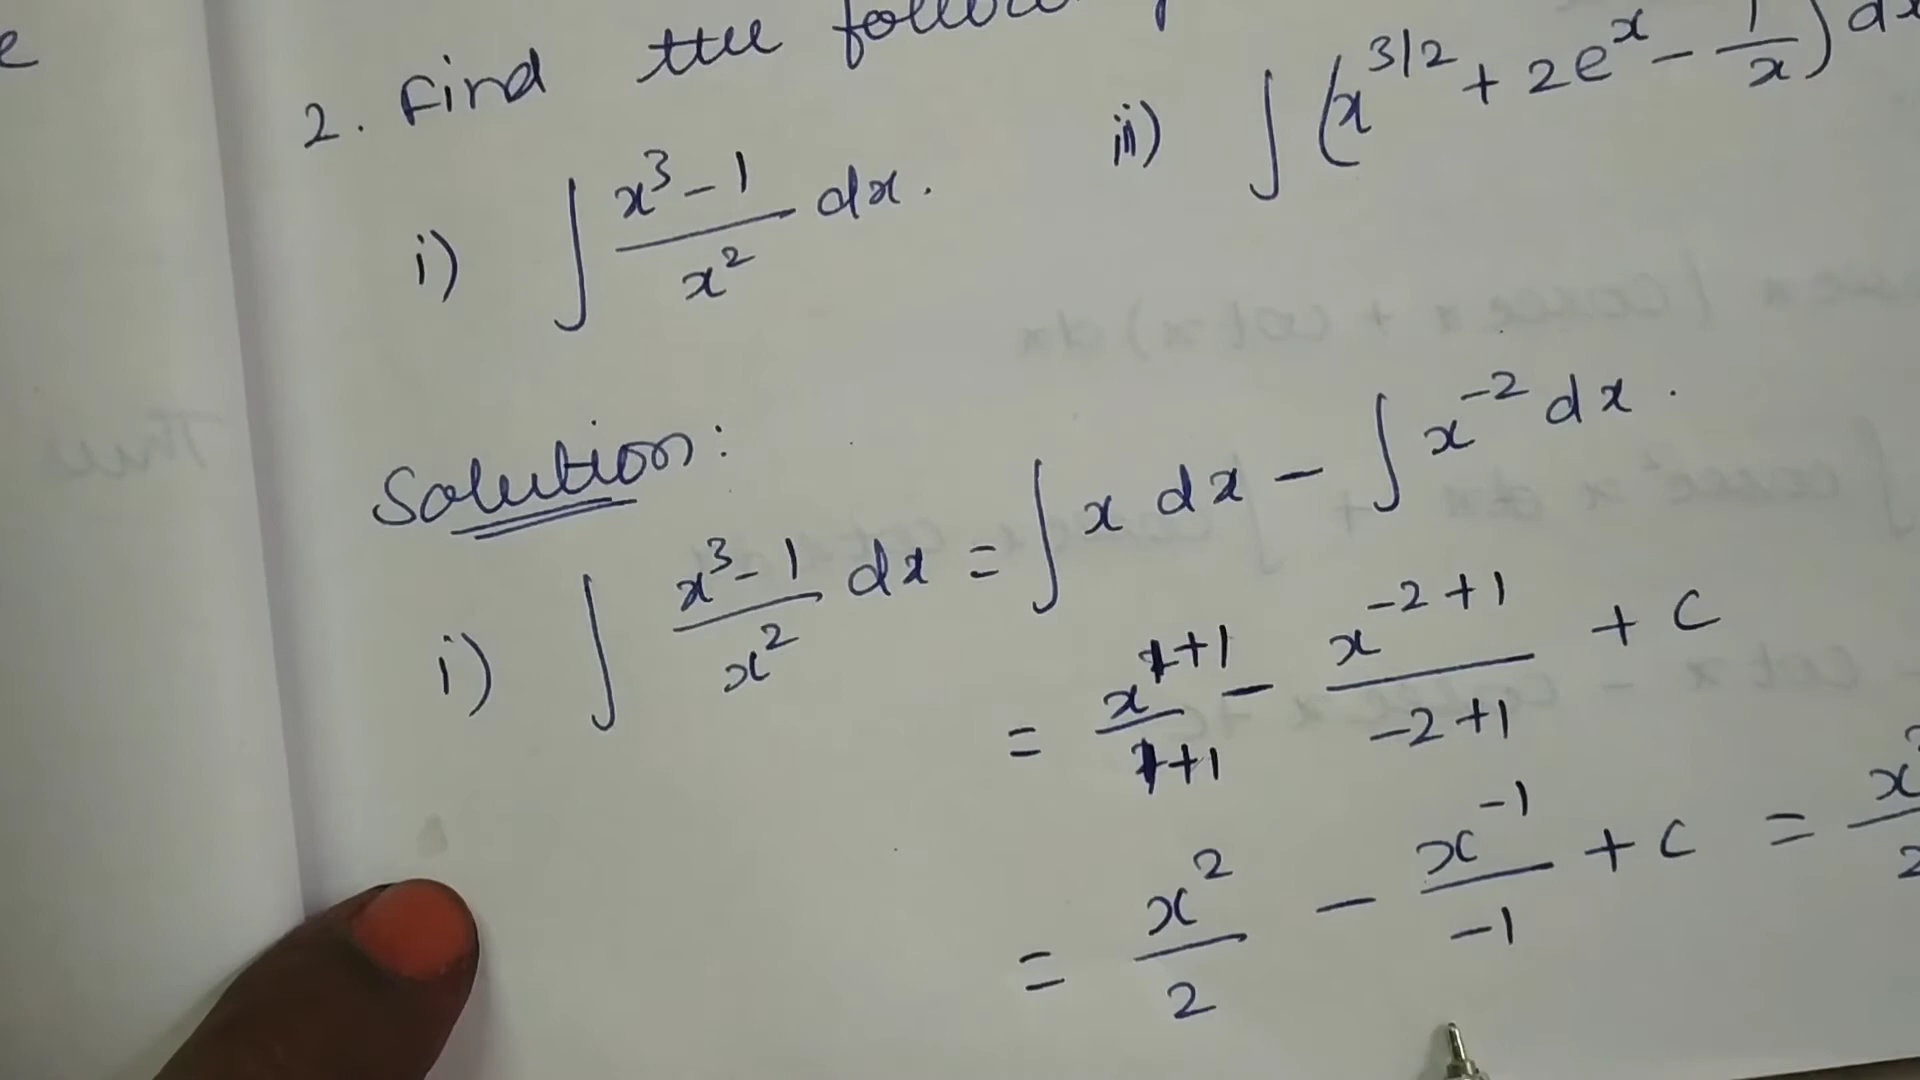 2. Find the
i) ∫ (x³ - 1)/x² dx. ii) ∫ (x^{3/2} + 2e^x - 1/x) dx
Solution:
i) ∫ (x³ - 1)/x² dx = ∫ x dx - ∫ x^{-2} dx.
= x^{1+1}/(1+1) - x^{-2+1}/(-2+1) + c
= x²/2 - x^{-1}/-1 + c =